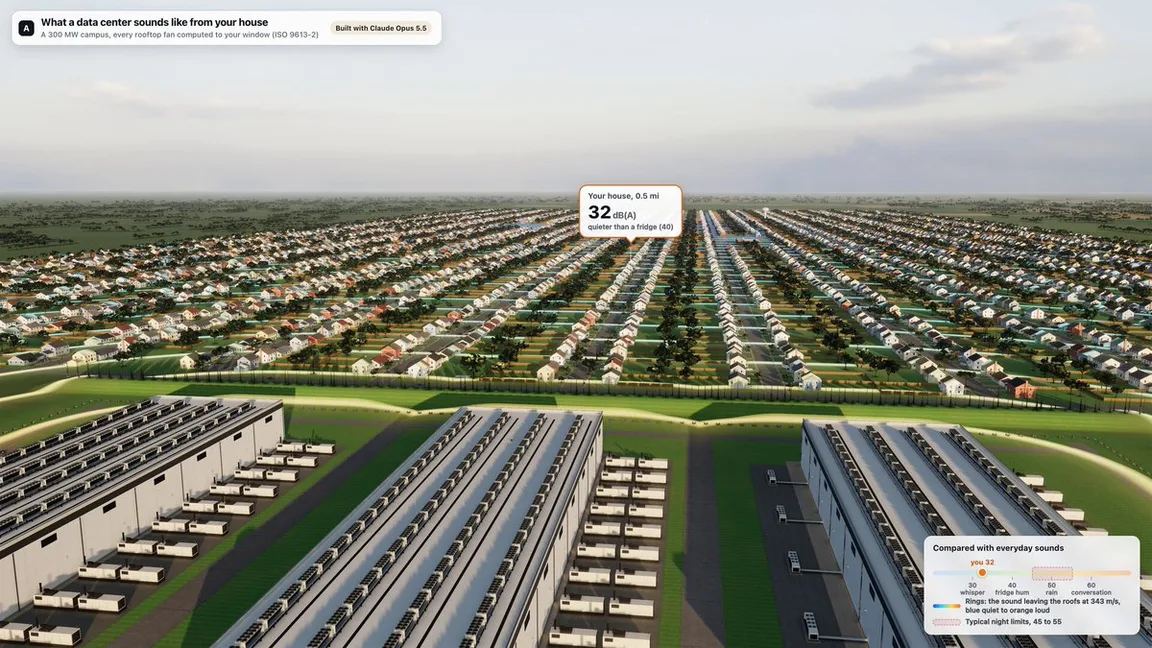 A
What a data center sounds like from your house
A 300 MW campus, every rooftop fan computed to your window (ISO 9613-2)
Built with Claude Opus 5.5
Your house, 0.5 mi
32 dB(A)
quieter than a fridge (40)
Compared with everyday sounds
you 32
30 40 50 60
whisper fridge hum rain conversation
Rings: the sound leaving the roofs at 343 m/s,
blue quiet to orange loud
Typical night limits, 45 to 55